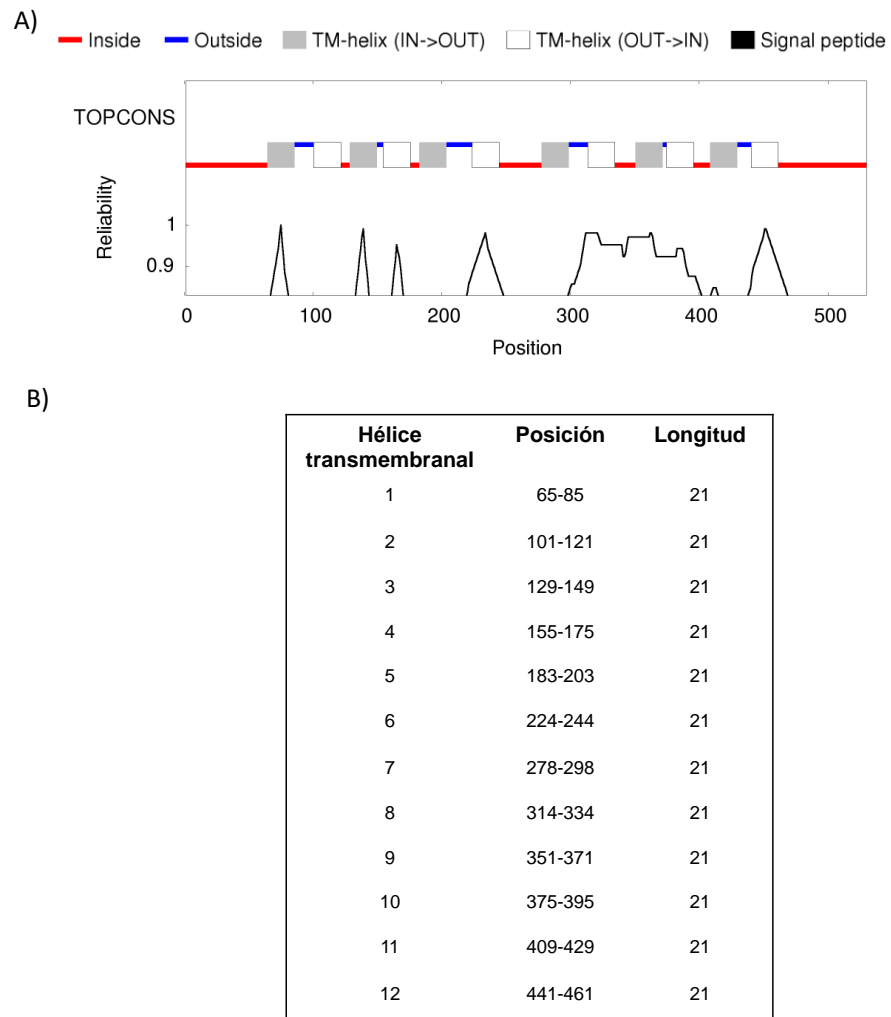 A)
Inside Outside TM-helix (IN->OUT) TM-helix (OUT->IN) Signal peptide
TOPCONS
Reliability
1
0.9
0 100 200 300 400 500
Position
B)
Hélice transmembranal Posición Longitud
1 65-85 21
2 101-121 21
3 129-149 21
4 155-175 21
5 183-203 21
6 224-244 21
7 278-298 21
8 314-334 21
9 351-371 21
10 375-395 21
11 409-429 21
12 441-461 21